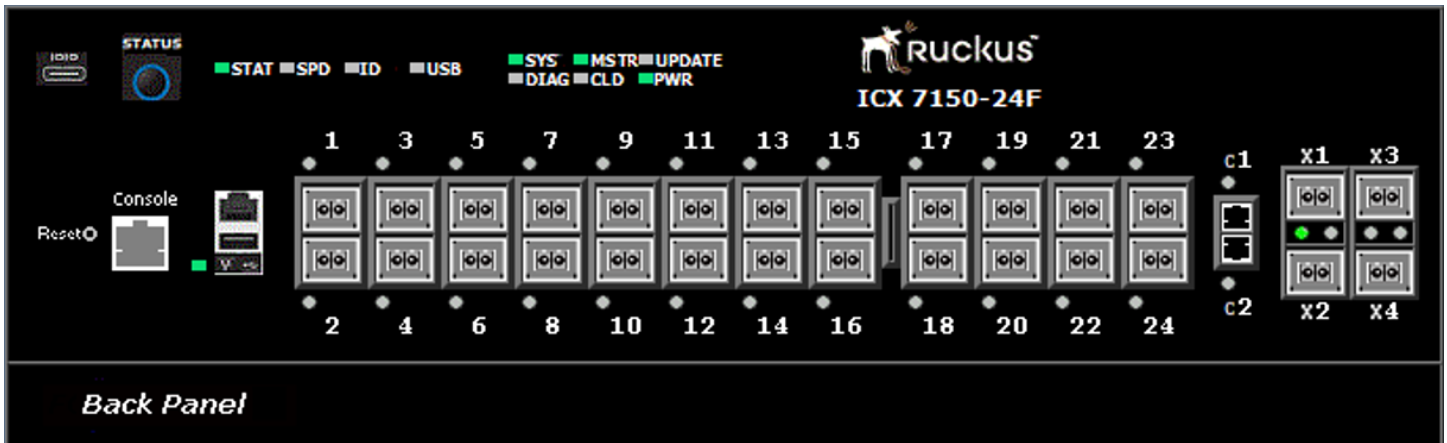 IOIO
STATUS
STAT SPD ID USB
SYS MSTR UPDATE
DIAG CLD PWR
Ruckus™
ICX 7150-24F
1 3 5 7 9 11 13 15 17 19 21 23
C1 X1 X3
Console
Reset
C2 X2 X4
2 4 6 8 10 12 14 16 18 20 22 24
Back Panel